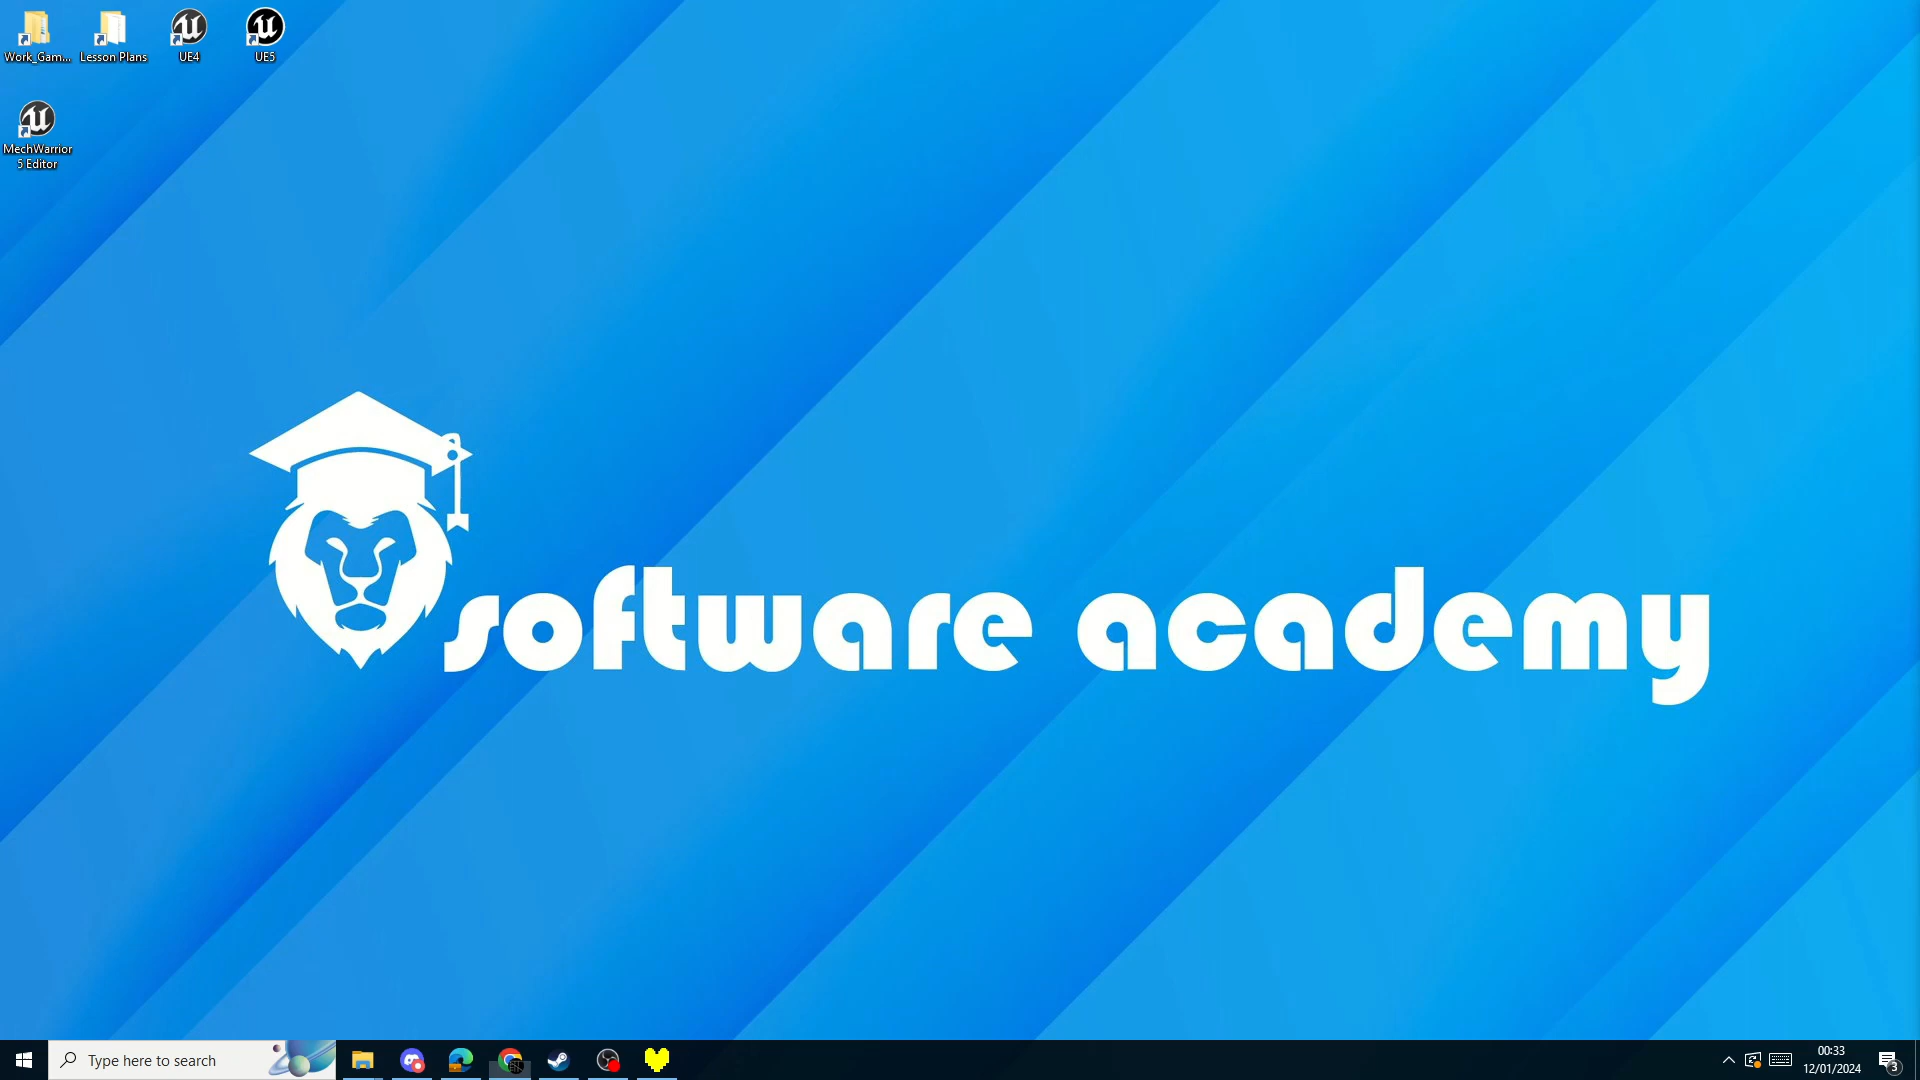 Work_Gam...
Lesson Plans
UE4
UE5
MechWarrior
5 Editor
software academy
Type here to search
00:33
12/01/2024
3